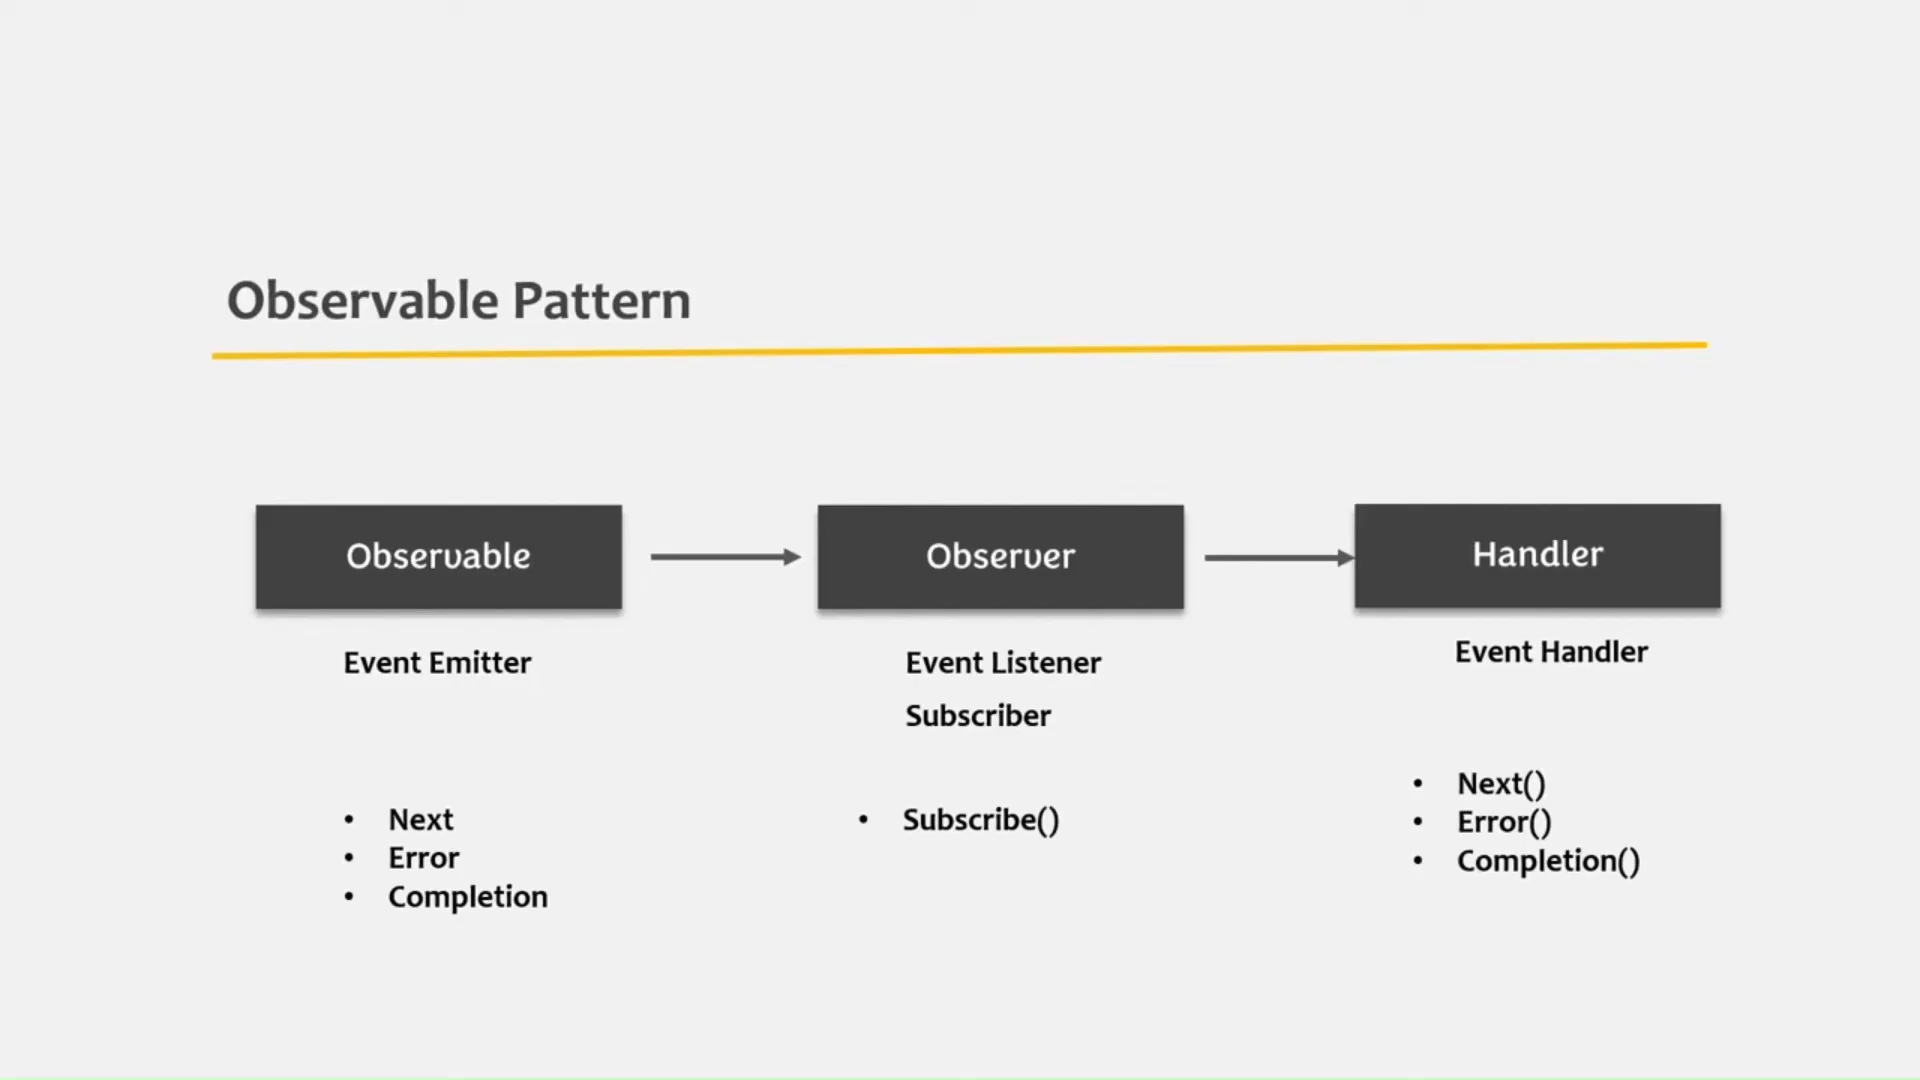 Observable Pattern
Observable
Observer
Handler
Event Emitter
Event Listener
Subscriber
Event Handler
• Next
• Error
• Completion
• Subscribe()
• Next()
• Error()
• Completion()